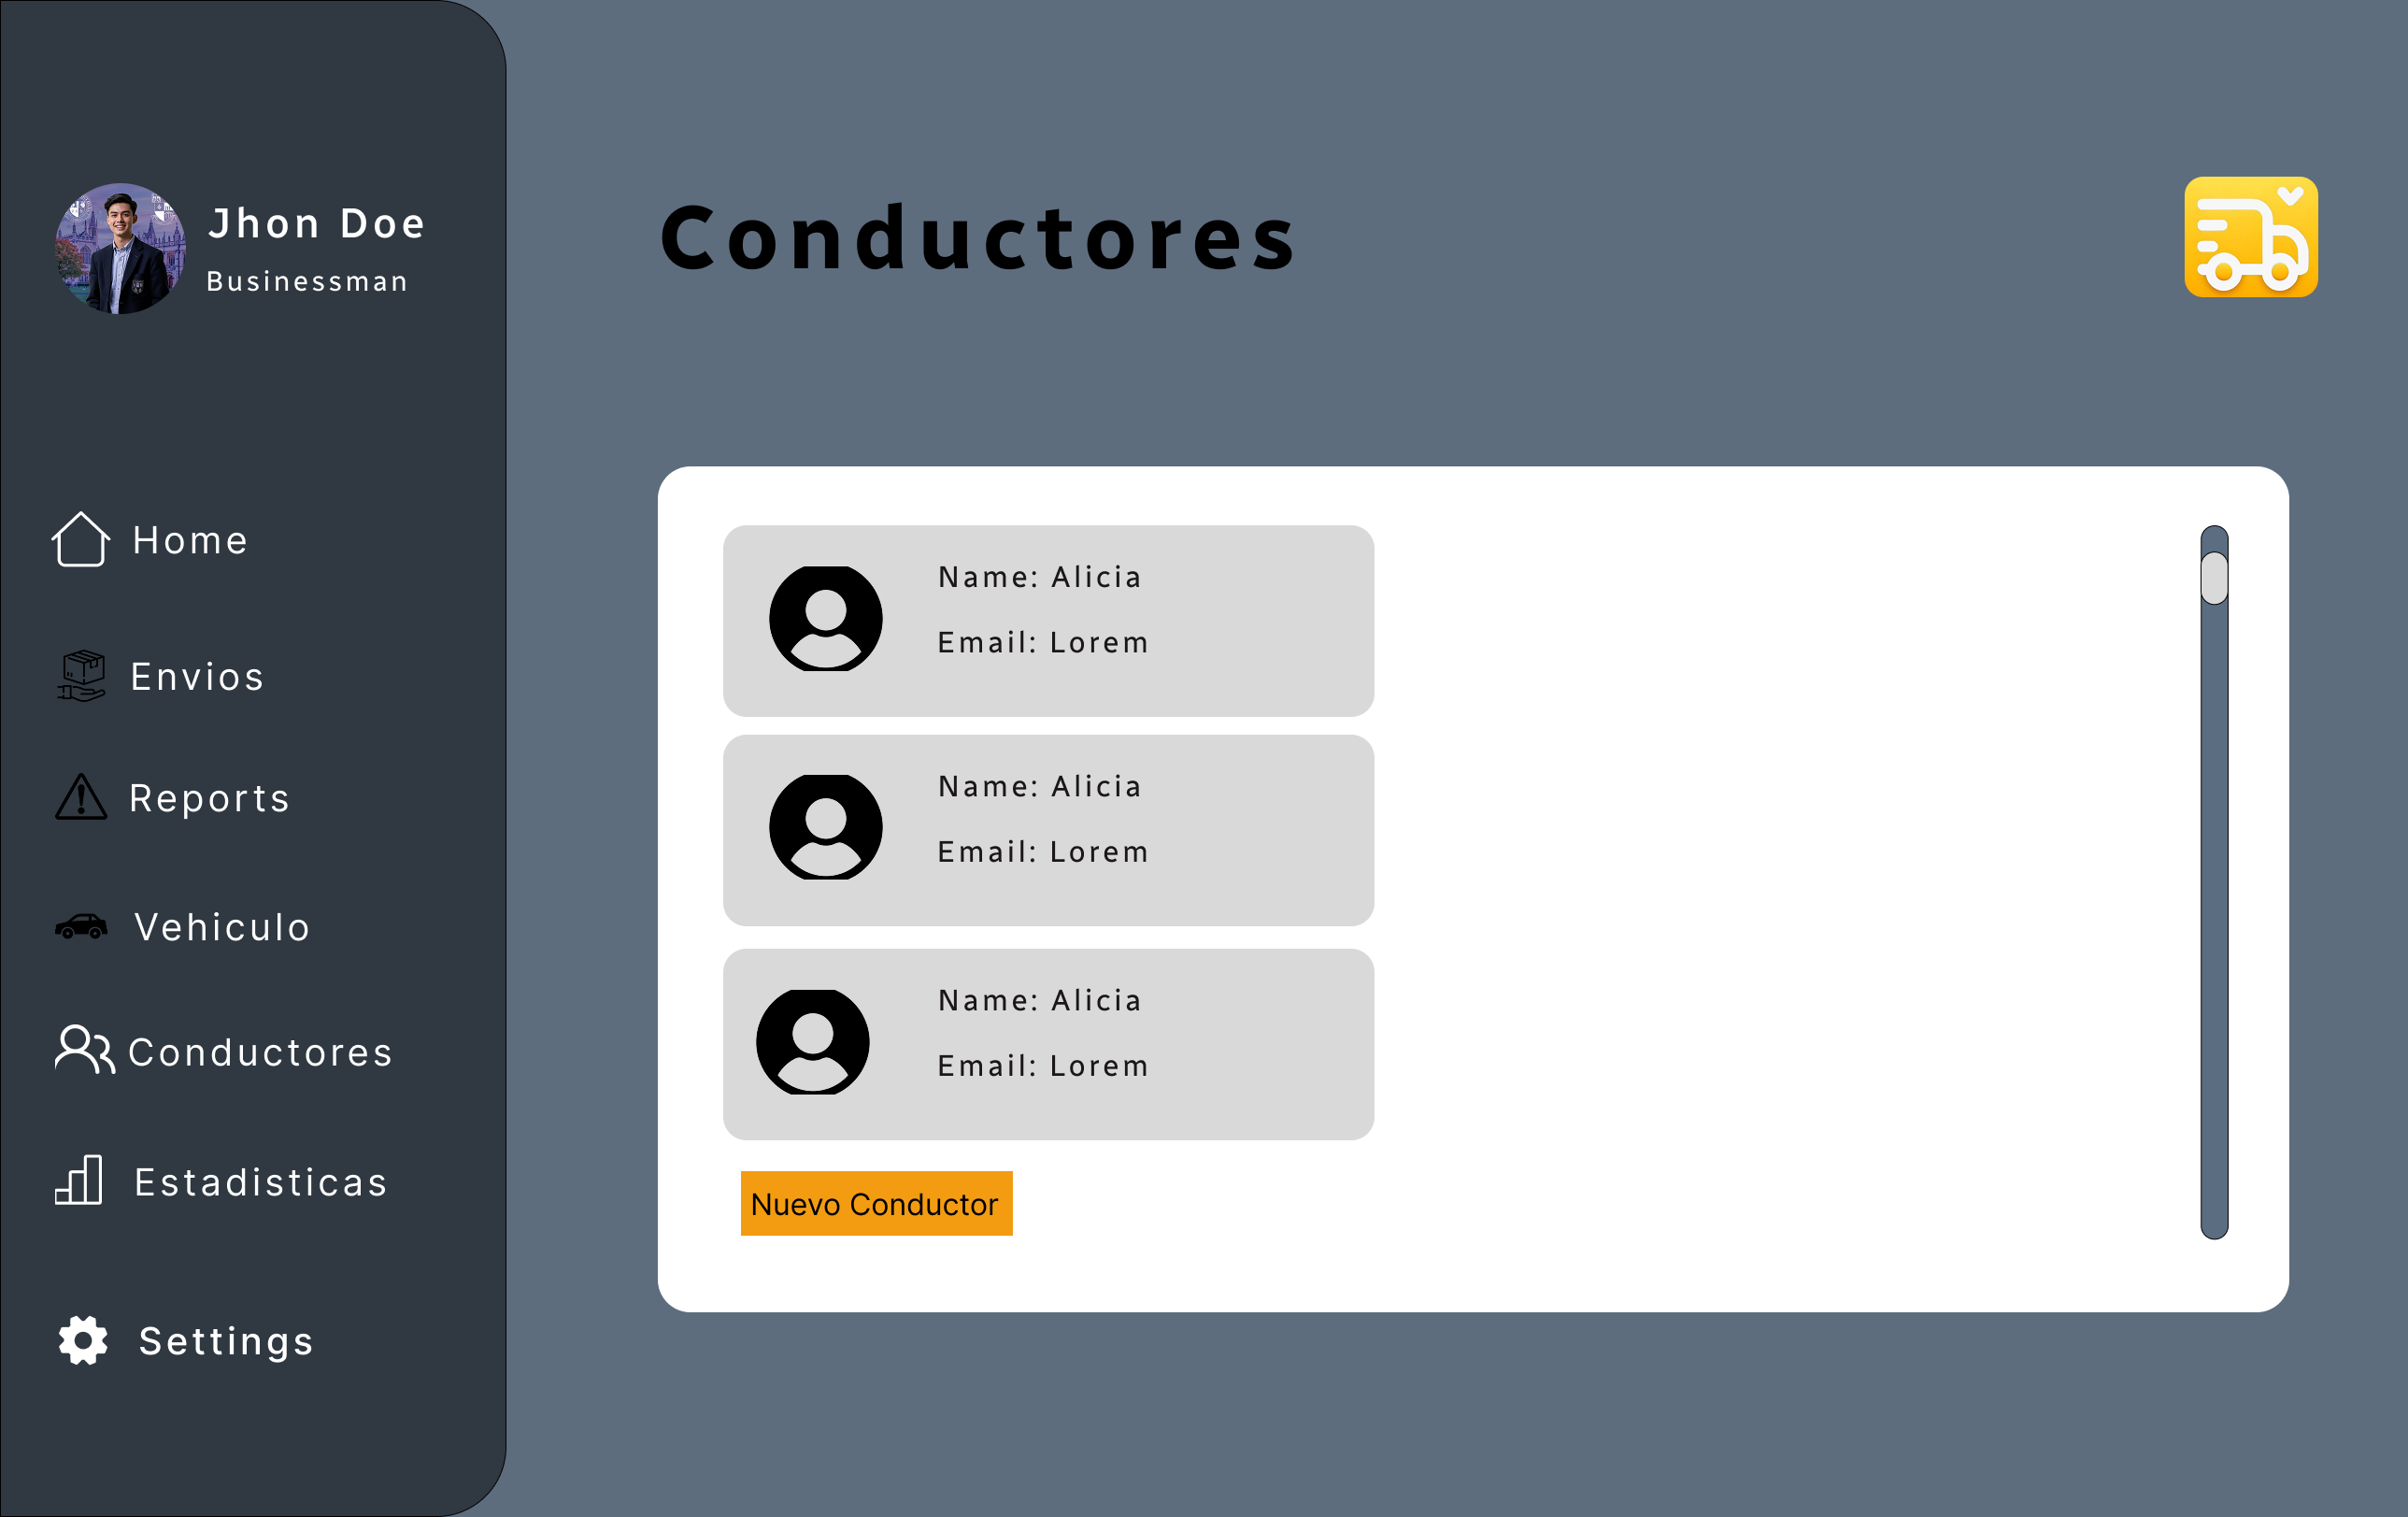 Jhon Doe
Businessman
Home
Envios
Reports
Vehiculo
Conductores
Estadisticas
Settings
Conductores
Name: Alicia
Email: Lorem
Name: Alicia
Email: Lorem
Name: Alicia
Email: Lorem
Nuevo Conductor